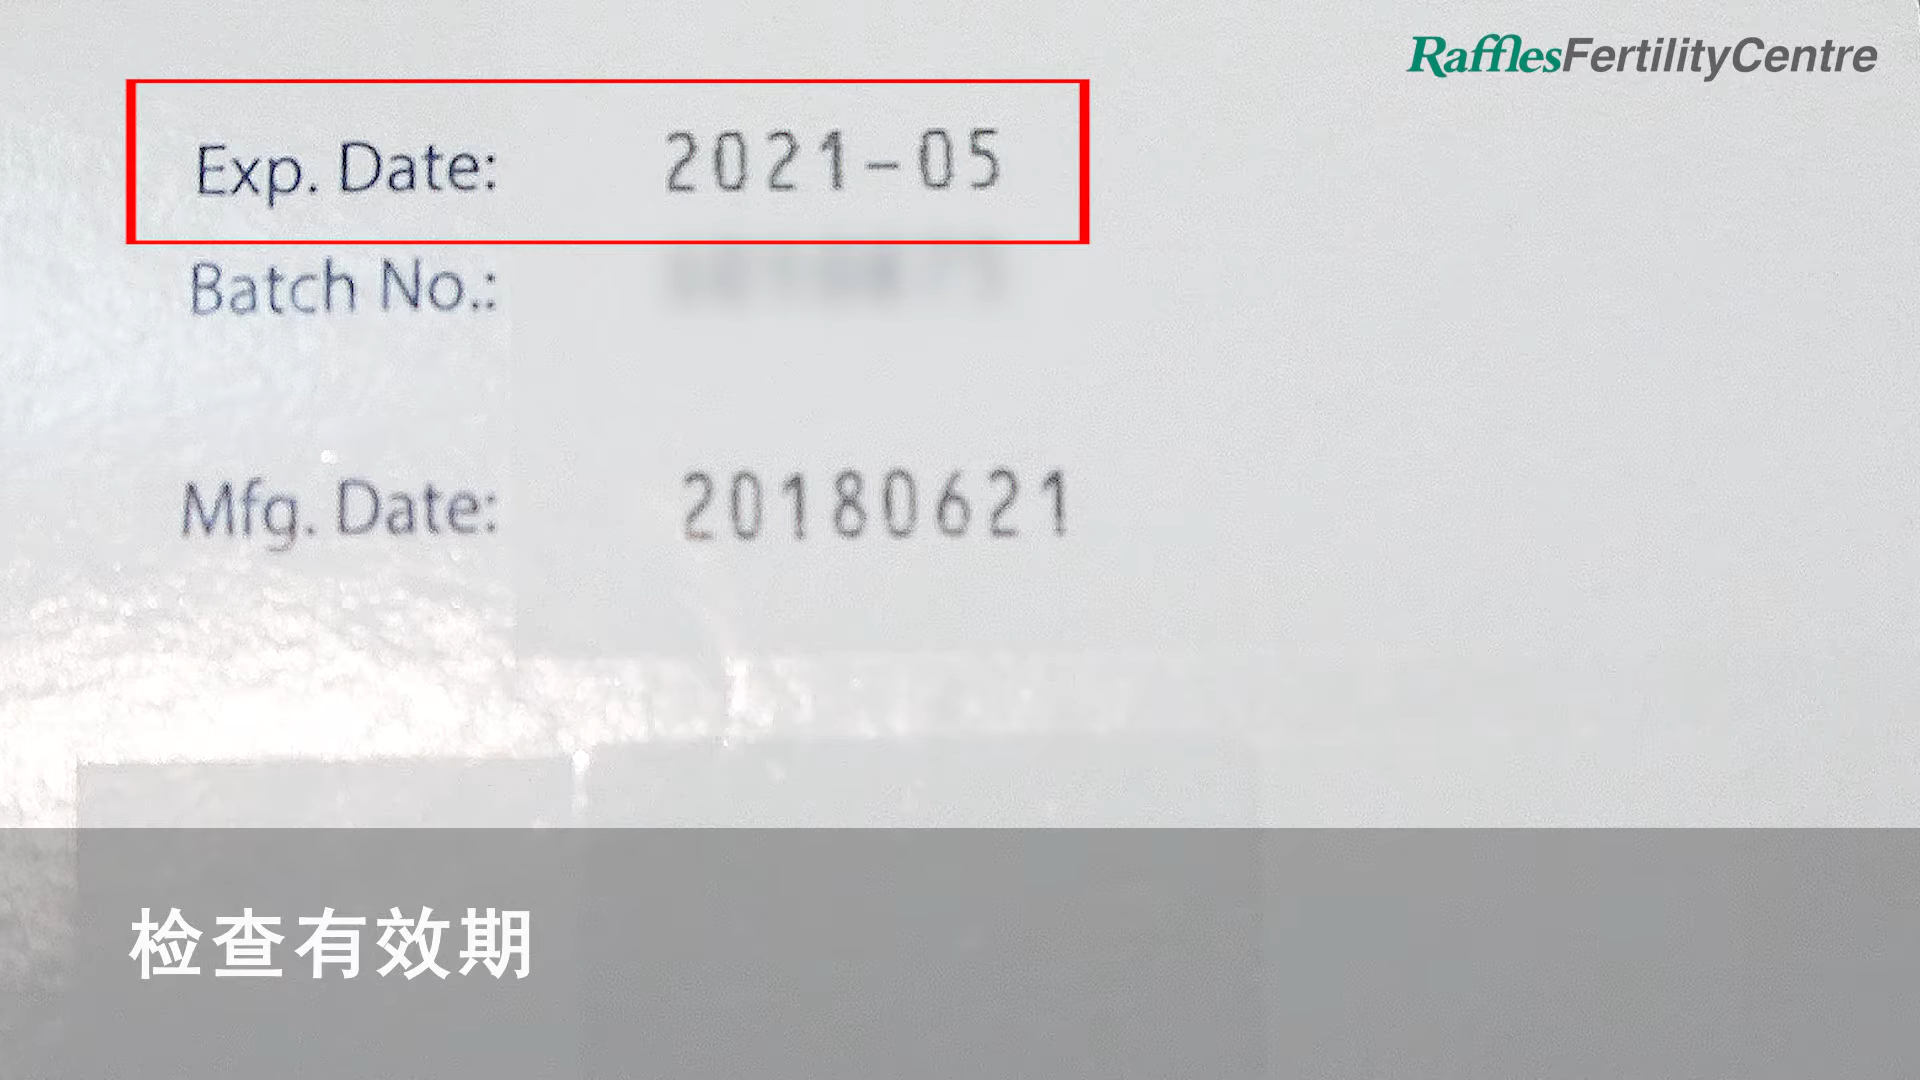 RafflesFertilityCentre
Exp. Date: 2021-05
Batch No.:
Mfg. Date: 20180621
检查有效期